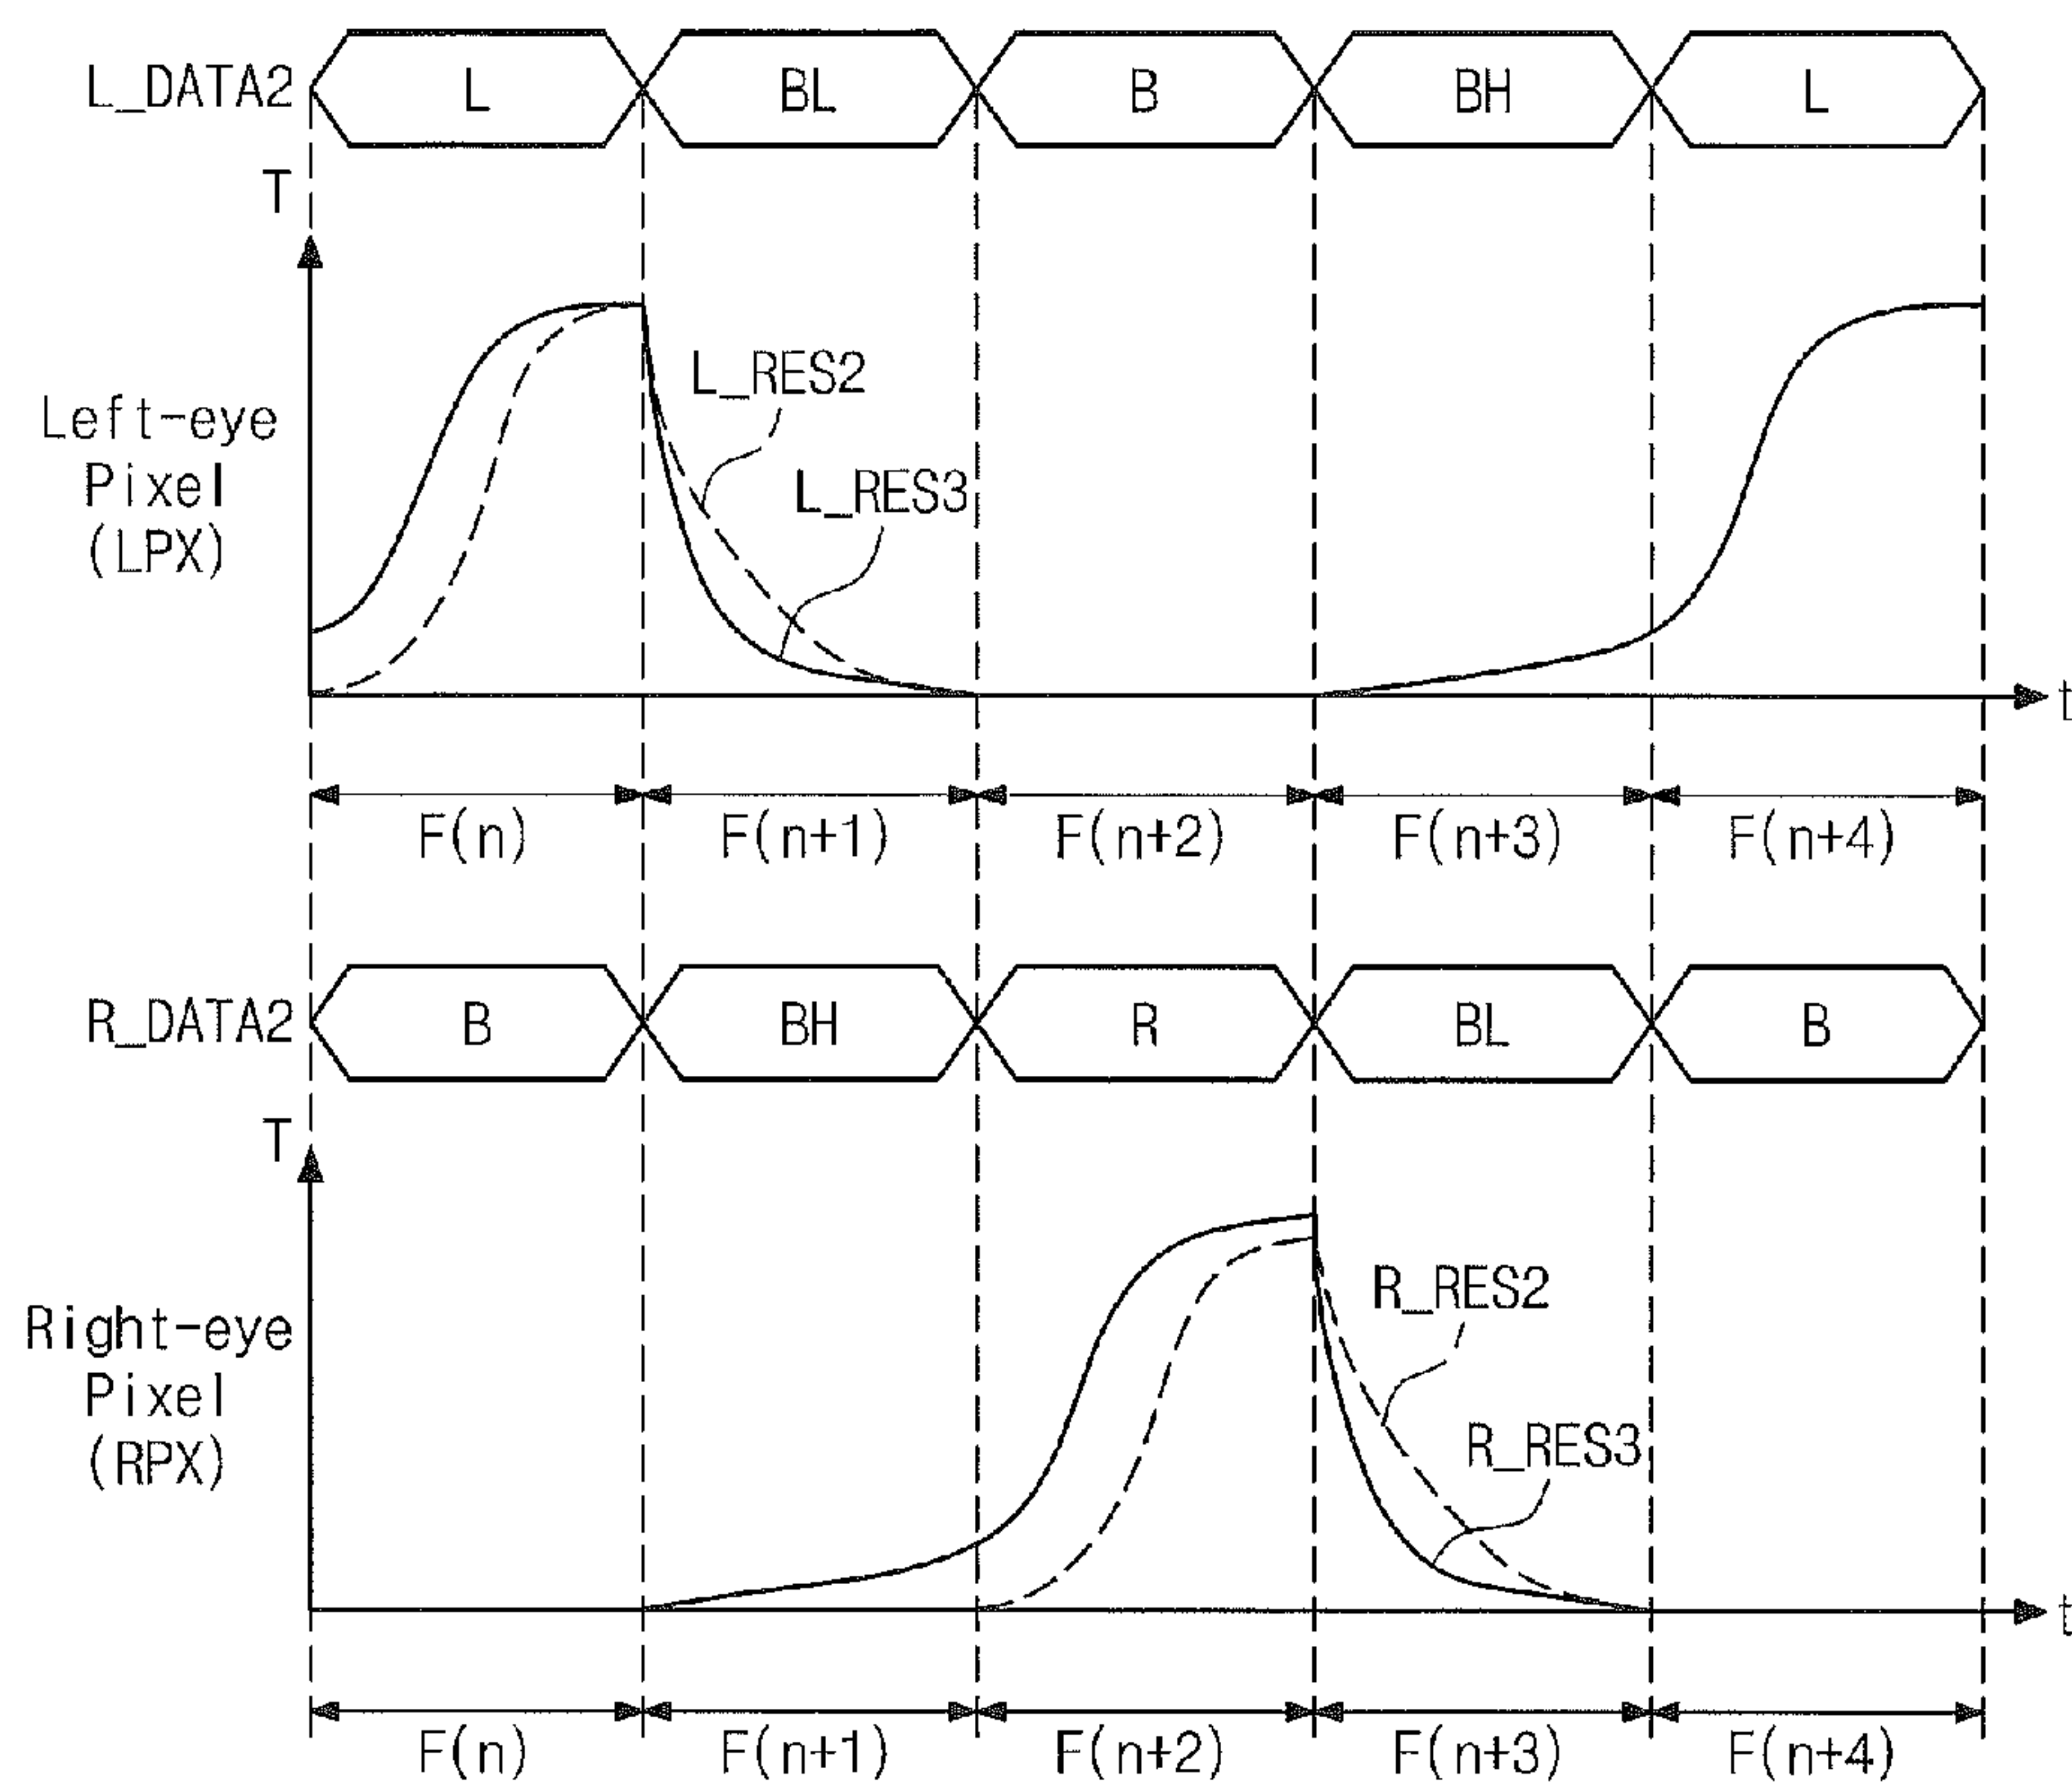 L_DATA2 L BL B BH L
T
L_RES2
L_RES3
Left-eye
Pixel
(LPX)
t
F(n) F(n+1) F(n+2) F(n+3) F(n+4)
R_DATA2 B BH R BL B
T
R_RES2
R_RES3
Right-eye
Pixel
(RPX)
t
F(n) F(n+1) F(n+2) F(n+3) F(n+4)